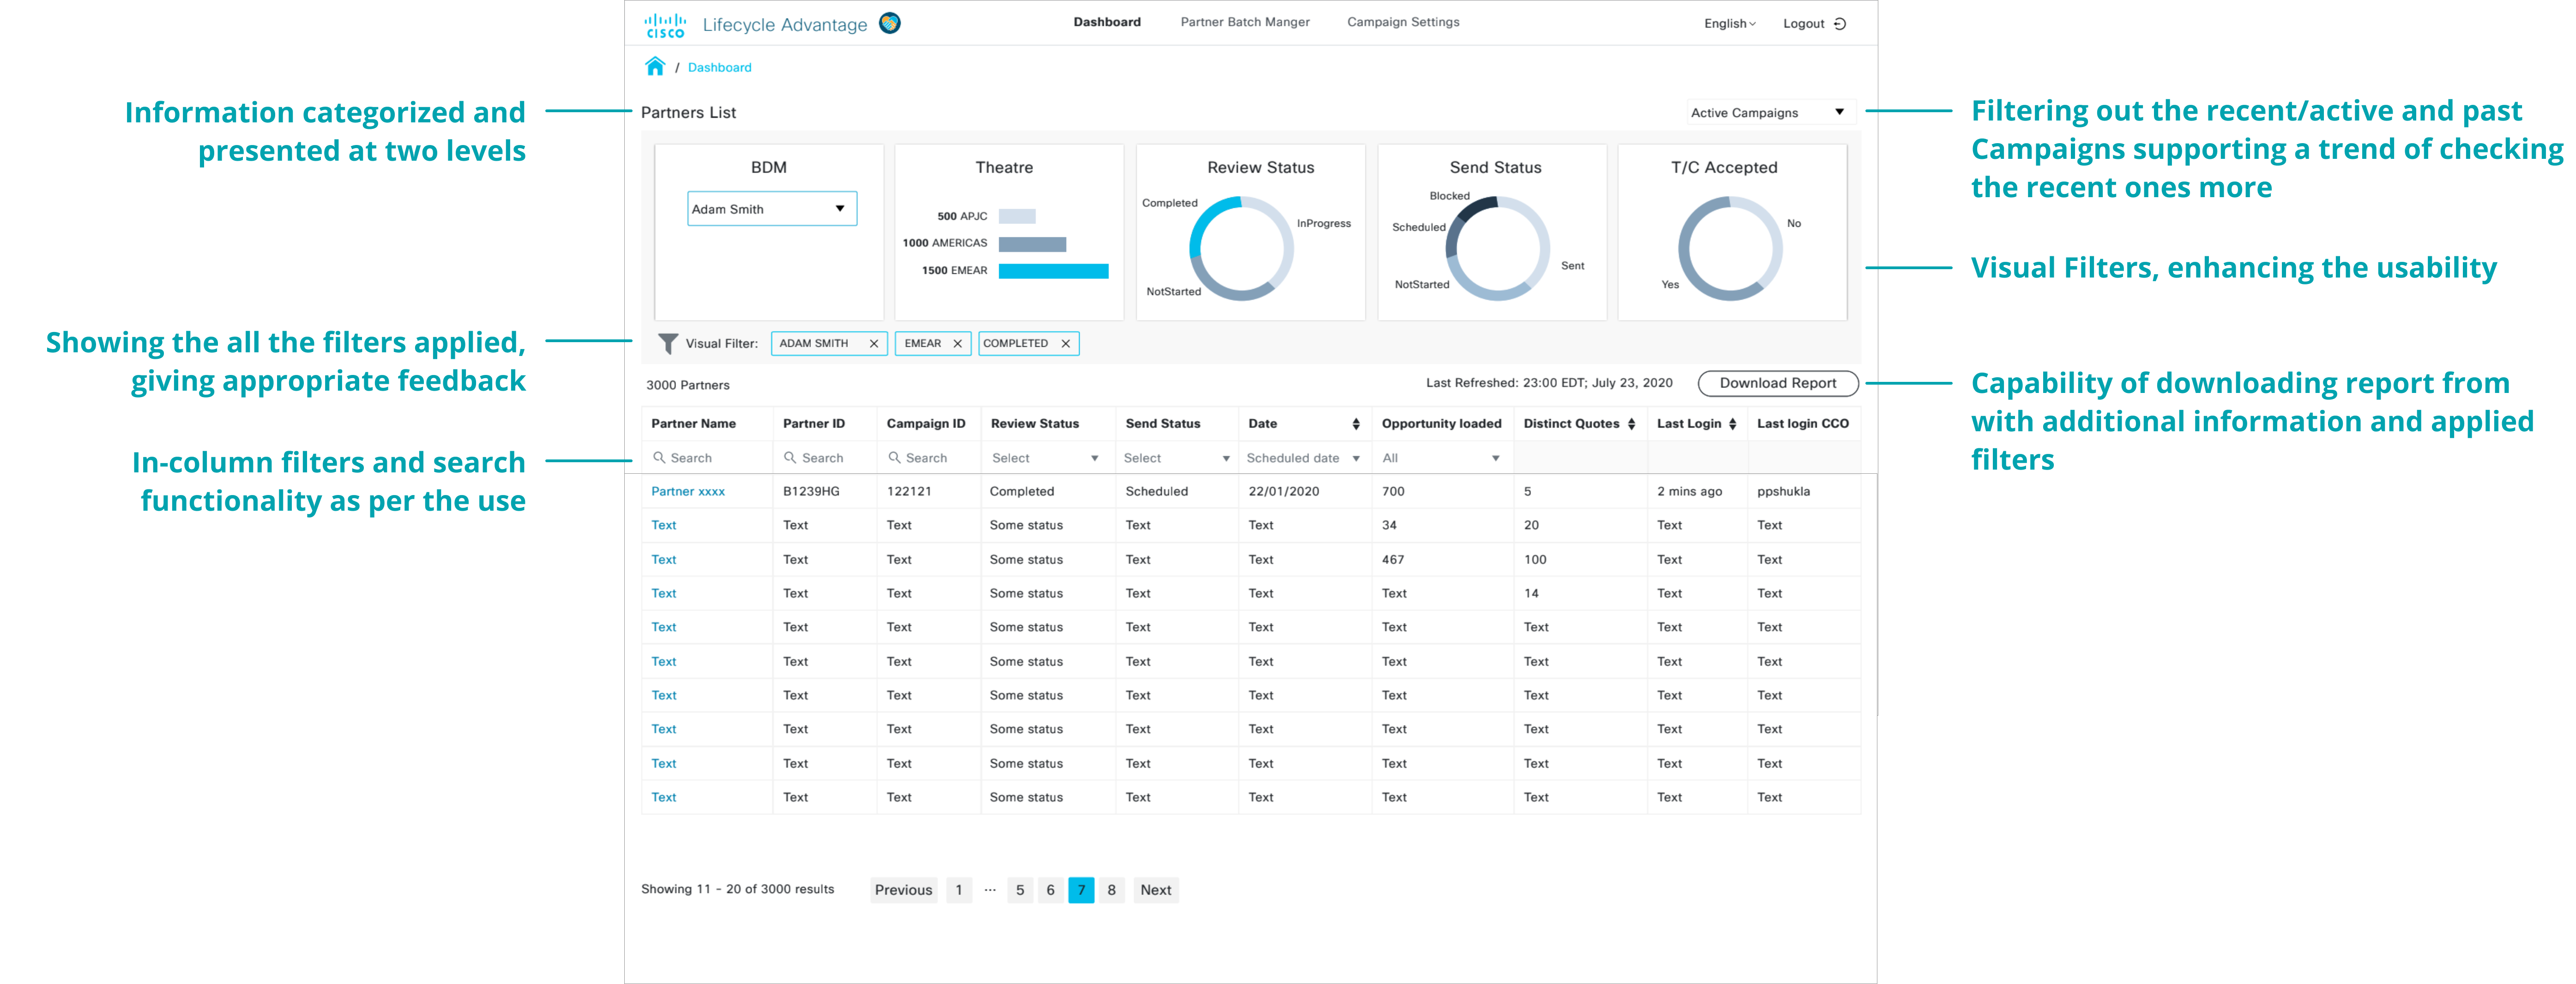 CISCO
Lifecycle Advantage
Dashboard
Partner Batch Manger
Campaign Settings
English
Logout
/ Dashboard
Information categorized and
presented at two levels
Showing the all the filters applied,
giving appropriate feedback
In-column filters and search
functionality as per the use
Partners List
Active Campaigns
BDM
Adam Smith
Theatre
500 APJC
1000 AMERICAS
1500 EMEAR
Review Status
Completed
InProgress
NotStarted
Send Status
Blocked
Scheduled
Sent
NotStarted
T/C Accepted
No
Yes
Visual Filter: ADAM SMITH EMEAR COMPLETED
3000 Partners
Last Refreshed: 23:00 EDT; July 23, 2020
Download Report
Partner Name Partner ID Campaign ID Review Status Send Status Date Opportunity loaded Distinct Quotes Last Login Last login CCO
Search Search Search Select Select Scheduled date All
Partner xxxx B1239HG 122121 Completed Scheduled 22/01/2020 700 5 2 mins ago ppshukla
Text Text Text Some status Text Text 34 20 Text Text
Text Text Text Some status Text Text 467 100 Text Text
Text Text Text Some status Text Text Text 14 Text Text
Text Text Text Some status Text Text Text Text Text Text
Text Text Text Some status Text Text Text Text Text Text
Text Text Text Some status Text Text Text Text Text Text
Text Text Text Some status Text Text Text Text Text Text
Text Text Text Some status Text Text Text Text Text Text
Text Text Text Some status Text Text Text Text Text Text
Showing 11 - 20 of 3000 results
Previous 1 ... 5 6 7 8 Next
Filtering out the recent/active and past
Campaigns supporting a trend of checking
the recent ones more
Visual Filters, enhancing the usability
Capability of downloading report from
with additional information and applied
filters